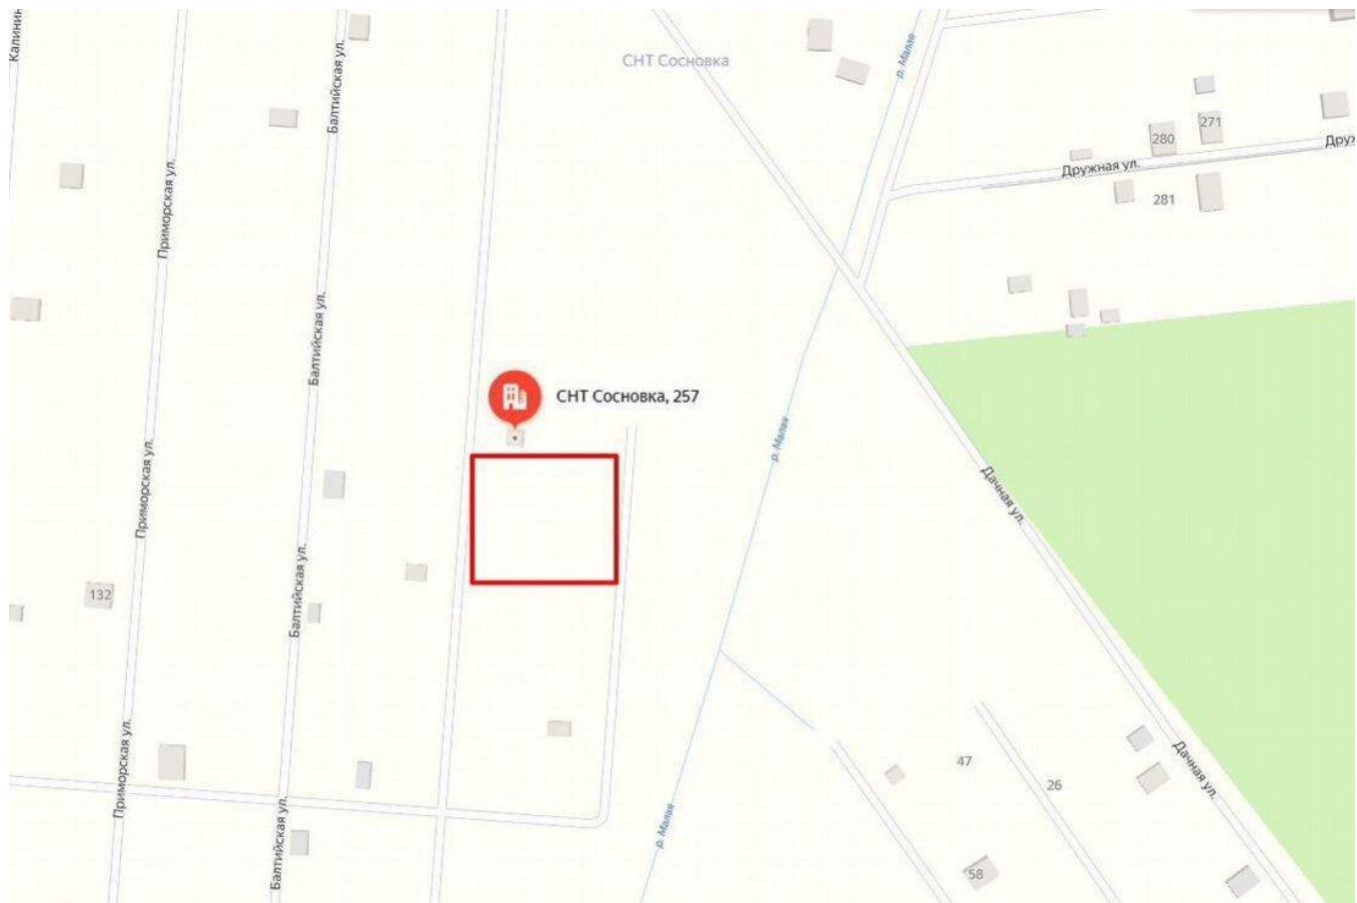 Калинин
СНТ Сосновка
р. Малая
Балтийская ул.
271
280
Друж
Дружная ул.
281
Приморская ул.
Балтийская ул.
СНТ Сосновка, 257
р. Малая
Приморская ул.
Дачная ул.
132
Балтийская ул.
Приморская ул.
47
Дачная ул.
26
р. Малая
Балтийская ул.
58